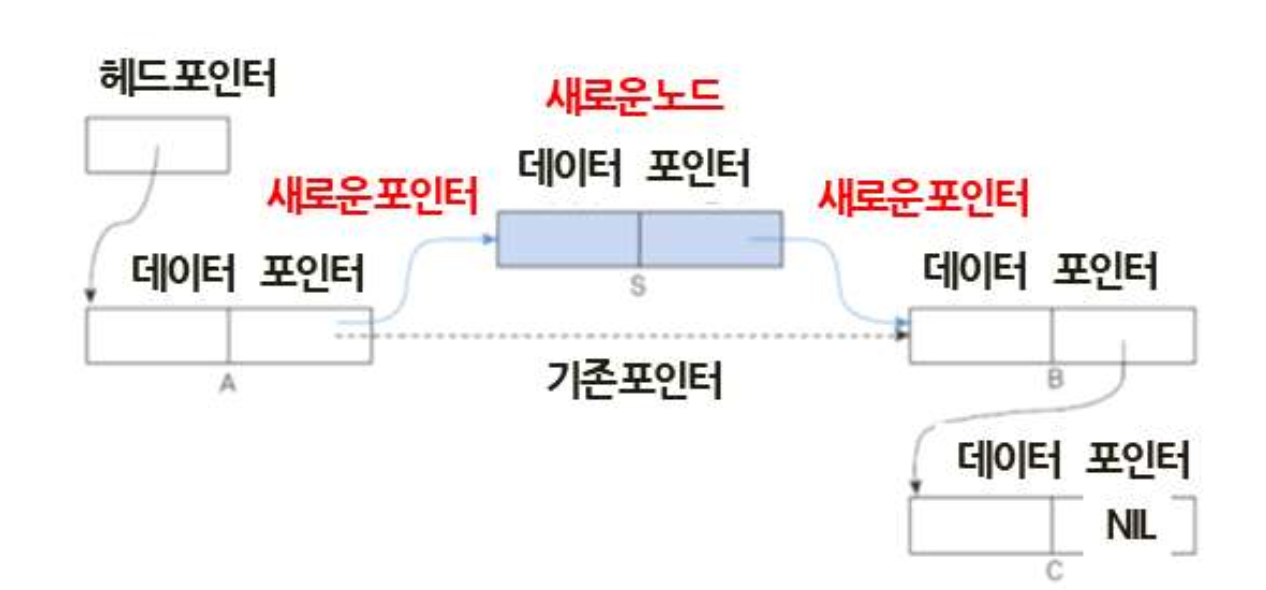 헤드 포인터
새로운 노드
데이터 포인터
새로운 포인터
새로운 포인터
데이터 포인터
데이터 포인터
S
기존 포인터
A
B
데이터 포인터
NIL
C